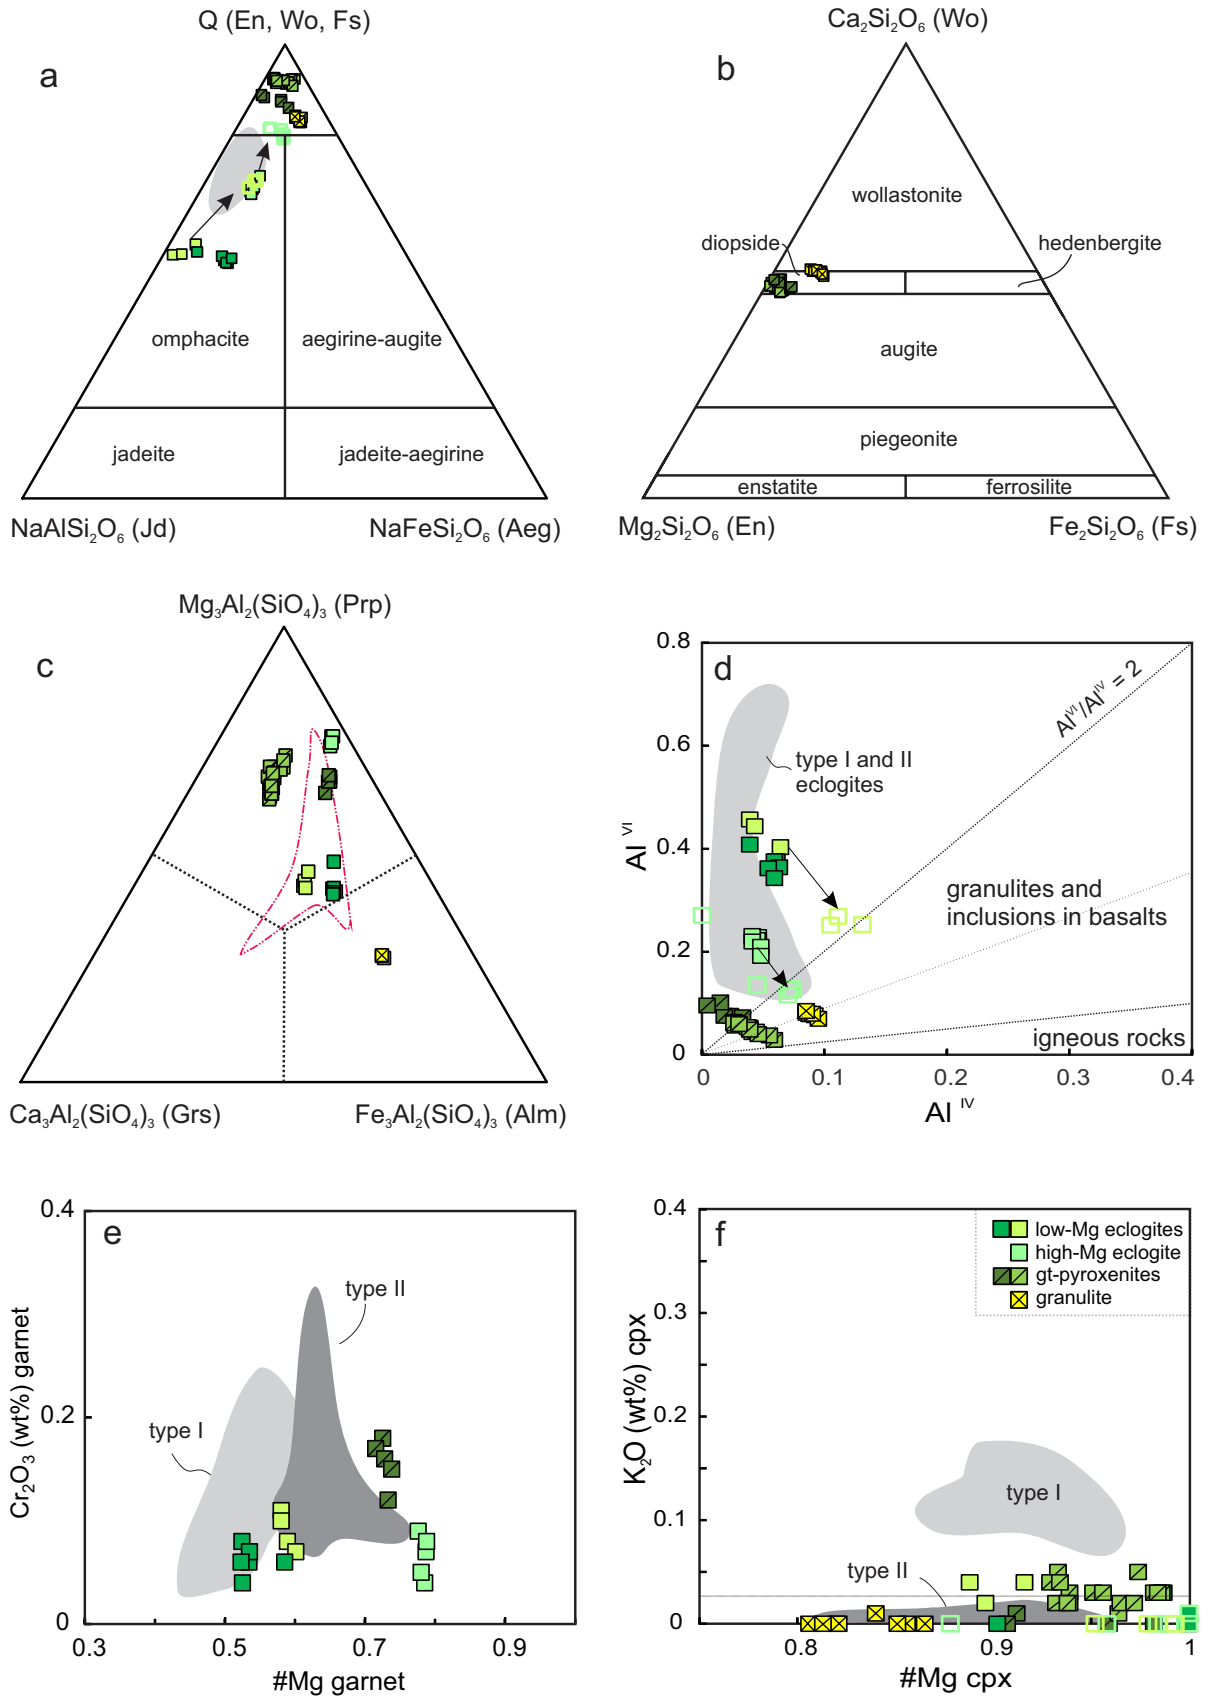 Q (En, Wo, Fs)
a
omphacite
aegirine-augite
jadeite
jadeite-aegirine
NaAlSi₂O₆ (Jd)
NaFeSi₂O₆ (Aeg)
Ca₂Si₂O₆ (Wo)
b
wollastonite
diopside
hedenbergite
augite
piegeonite
enstatite
ferrosilite
Mg₂Si₂O₆ (En)
Fe₂Si₂O₆ (Fs)
Mg₃Al₂(SiO₄)₃ (Prp)
c
Ca₃Al₂(SiO₄)₃ (Grs)
Fe₃Al₂(SiO₄)₃ (Alm)
d
0.8
0.6
0.4
0.2
0
Al ⱽᴵ
Alⱽᴵ/Alᴵⱽ = 2
type I and II
eclogites
granulites and
inclusions in basalts
igneous rocks
0
0.1
0.2
0.3
0.4
Al ᴵⱽ
e
0.4
0.2
0
Cr₂O₃ (wt%) garnet
type II
type I
0.3
0.5
0.7
0.9
#Mg garnet
f
0.4
0.3
0.2
0.1
0
K₂O (wt%) cpx
low-Mg eclogites
high-Mg eclogite
gt-pyroxenites
granulite
type I
type II
0.8
0.9
1
#Mg cpx